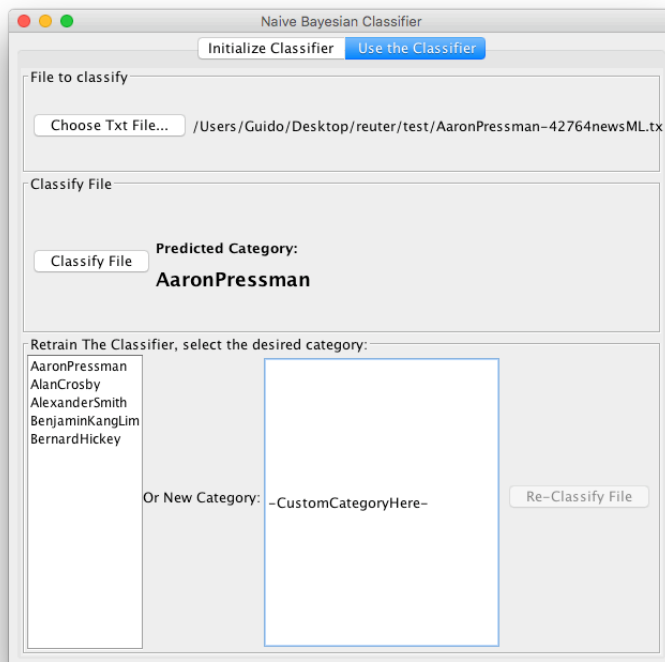 Naive Bayesian Classifier
Initialize Classifier Use the Classifier
File to classify
Choose Txt File... /Users/Guido/Desktop/reuter/test/AaronPressman-42764newsML.tx
Classify File
Predicted Category:
Classify File
AaronPressman
Retrain The Classifier, select the desired category:
AaronPressman
AlanCrosby
AlexanderSmith
BenjaminKangLim
BernardHickey
Or New Category: -CustomCategoryHere- Re-Classify File